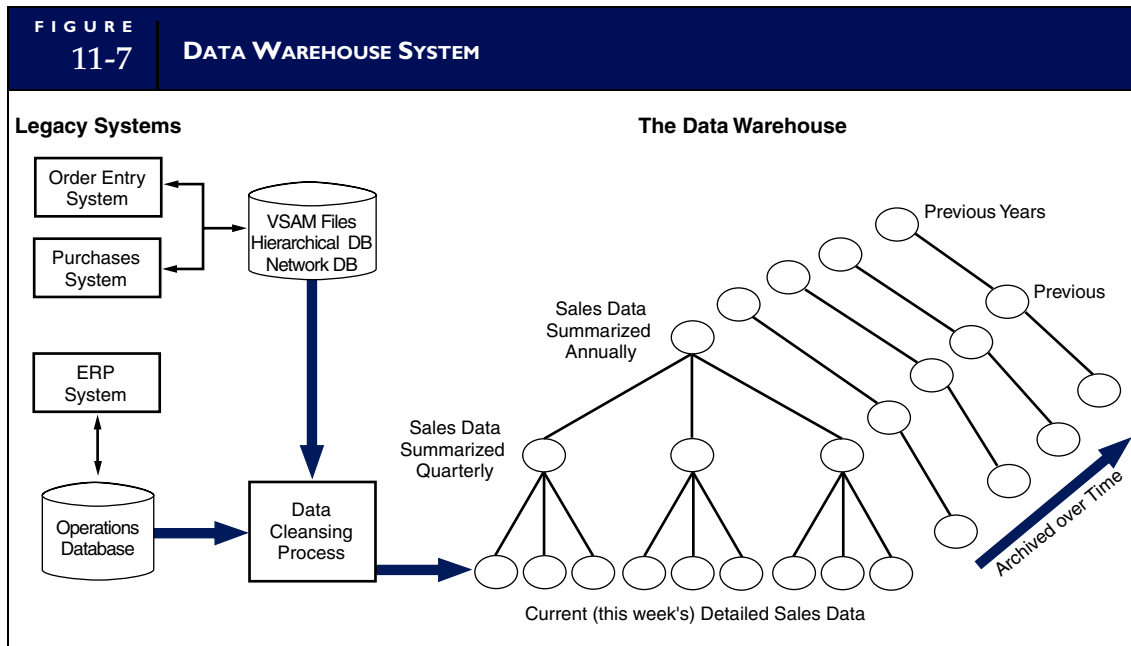 FIGURE
11-7
DATA WAREHOUSE SYSTEM
Legacy Systems
Order Entry
System
Purchases
System
VSAM Files
Hierarchical DB
Network DB
ERP
System
Operations
Database
Data
Cleansing
Process
The Data Warehouse
Previous Years
Previous
Sales Data
Summarized
Annually
Sales Data
Summarized
Quarterly
Archived over Time
Current (this week's) Detailed Sales Data